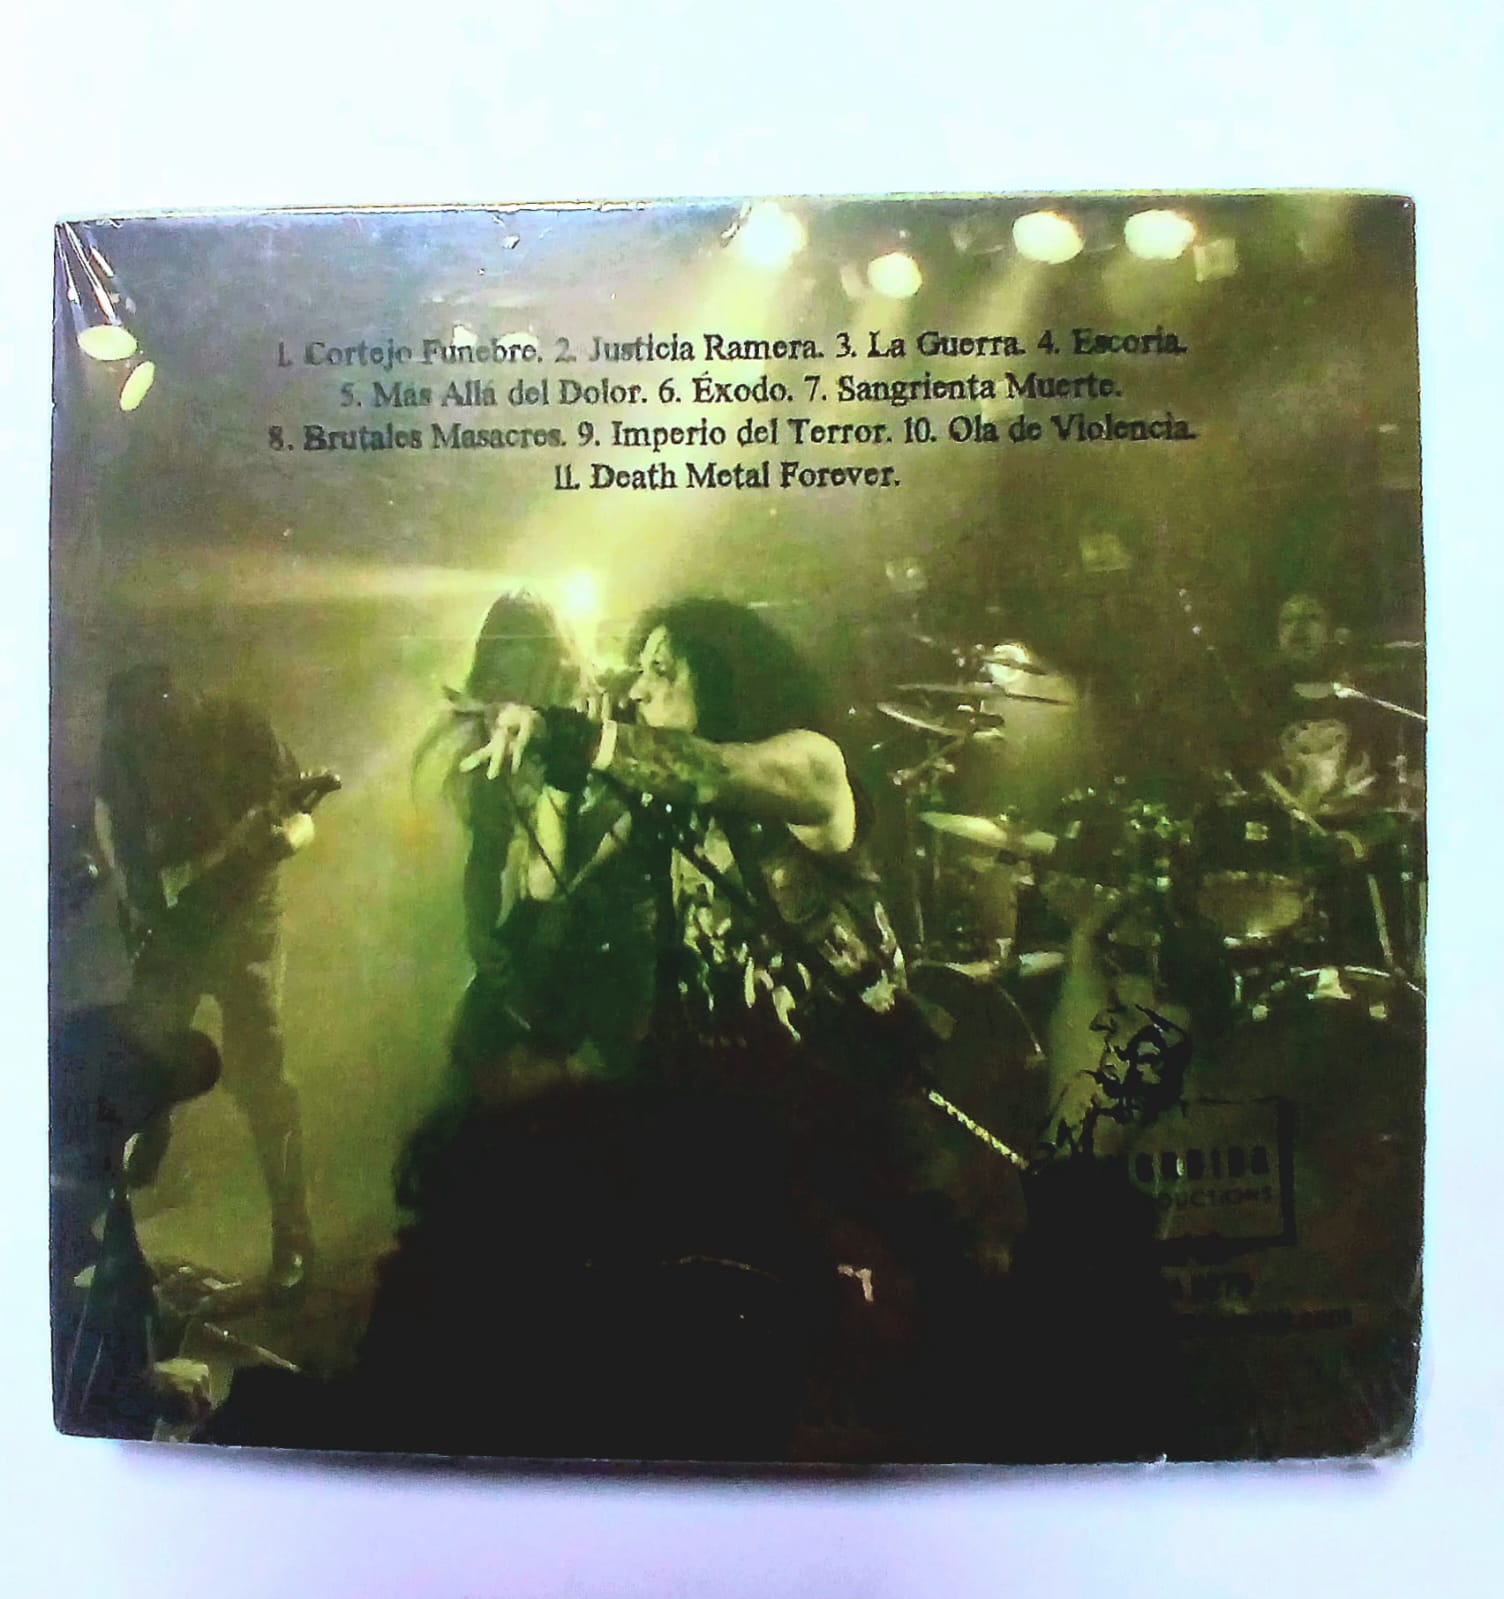 1. Cortejo Funebre. 2. Justicia Ramera. 3. La Guerra. 4. Escoria.
5. Más Allá del Dolor. 6. Éxodo. 7. Sangrienta Muerte.
8. Brutales Masacres. 9. Imperio del Terror. 10. Ola de Violencia.
11. Death Metal Forever.